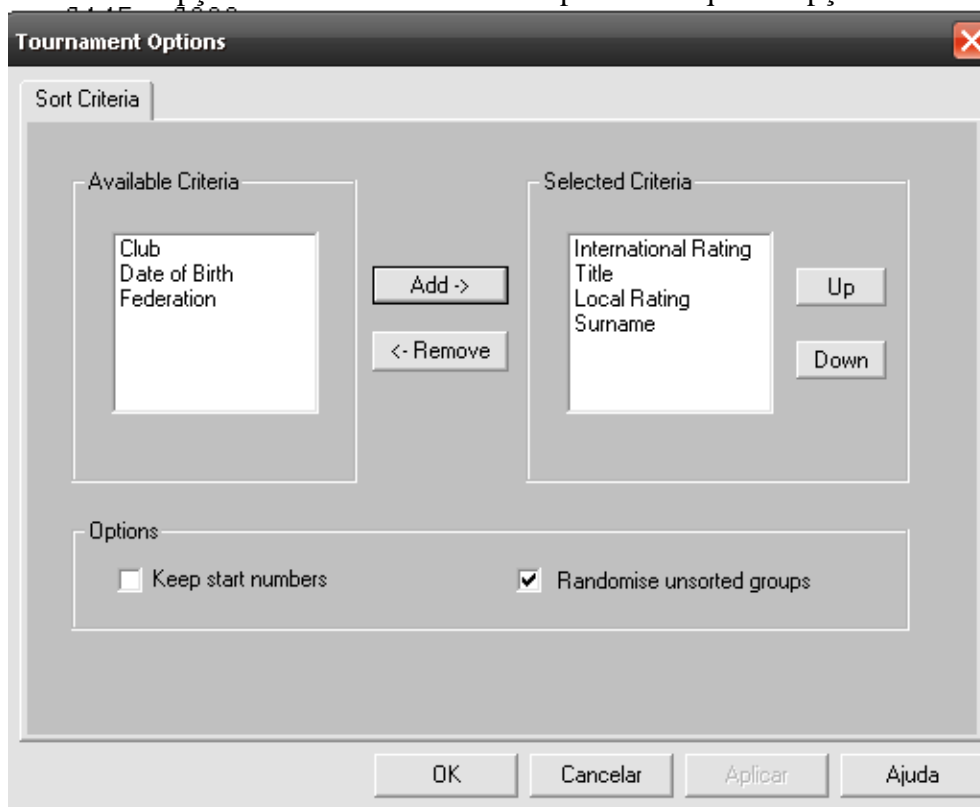 Tournament Options
Sort Criteria
Available Criteria
Club
Date of Birth
Federation
Add ->
<- Remove
Selected Criteria
International Rating
Title
Local Rating
Surname
Up
Down
Options
Keep start numbers
Randomise unsorted groups
OK
Cancelar
Aplicar
Ajuda